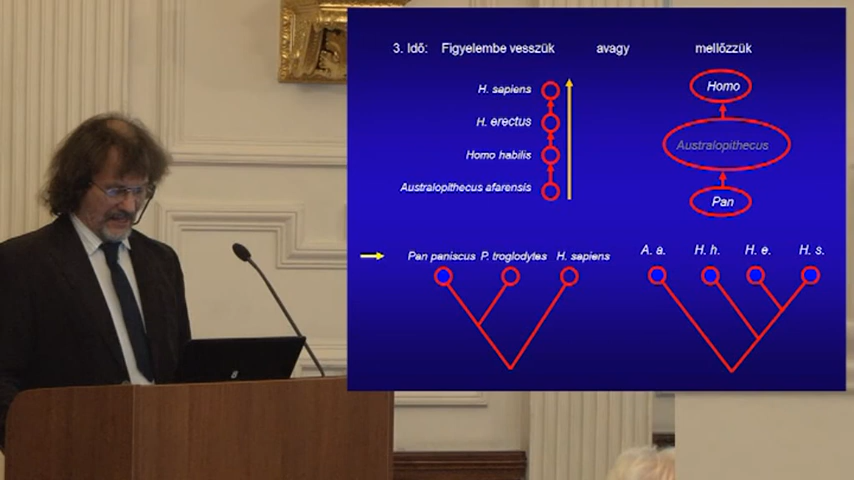 3. Idő: Figyelembe vesszük avagy mellőzzük
H. sapiens
H. erectus
Homo habilis
Australopithecus afarensis
Homo
Australopithecus
Pan
Pan paniscus P. troglodytes H. sapiens
A. a. H. h. H. e. H. s.